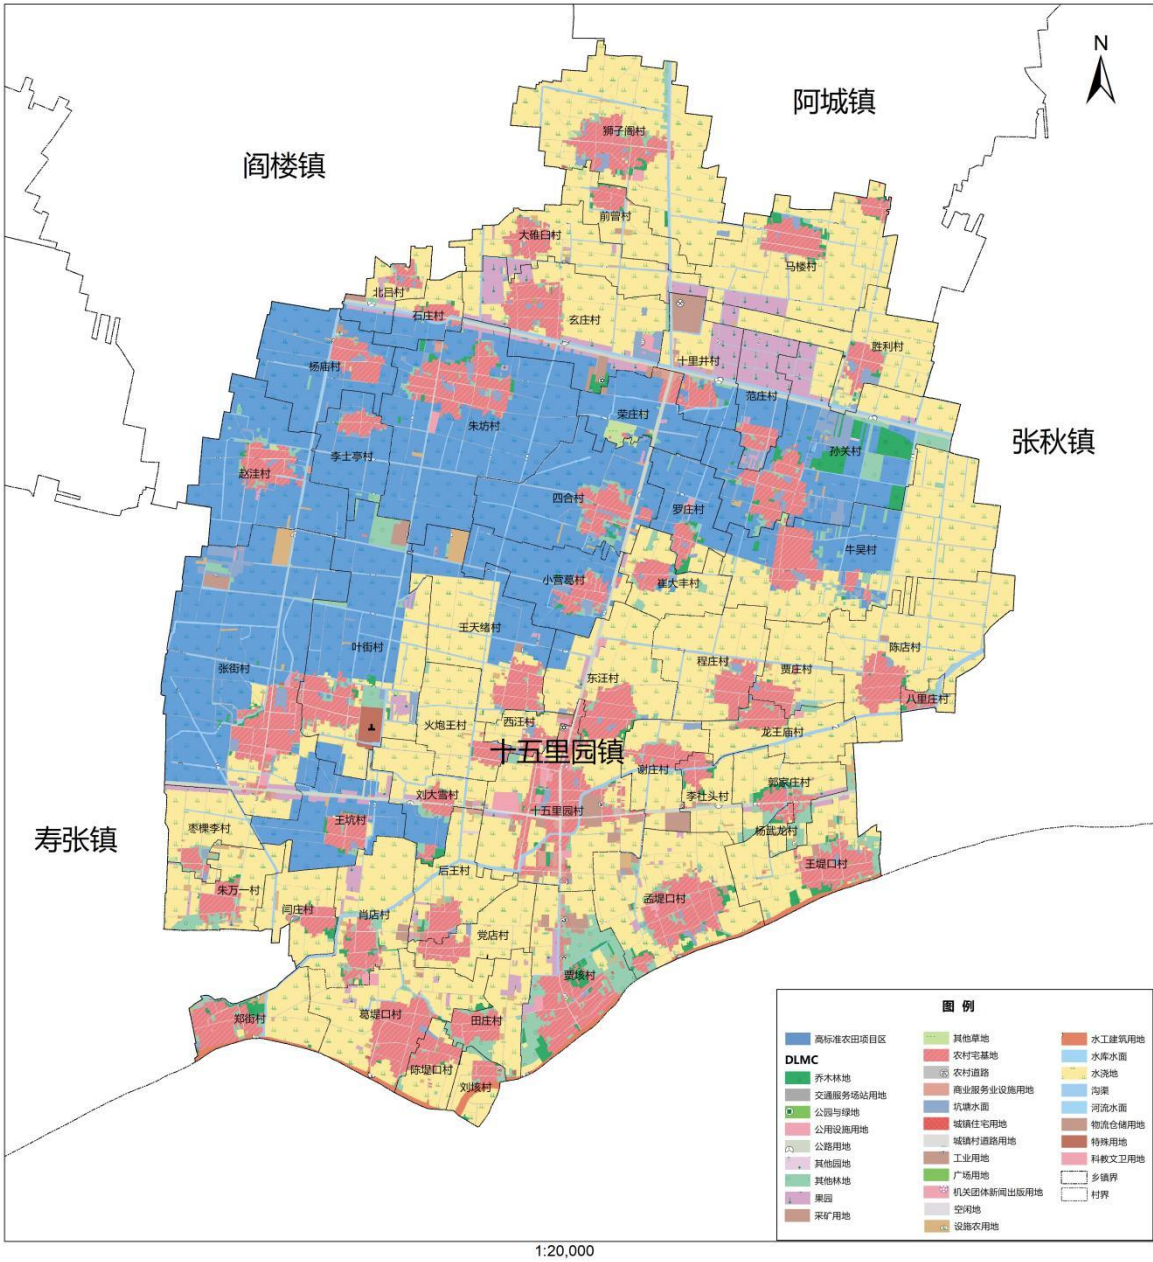 N
阿城镇
阎楼镇
狮子阁村
前曾村
大碓臼村
马楼村
北吕村
石庄村
玄庄村
胜利村
十里井村
杨庙村
范庄村
荣庄村
朱坊村
张秋镇
孙关村
李士亭村
赵洼村
四合村
罗庄村
牛吴村
小营葛村
崔大丰村
王天绪村
叶街村
陈店村
程庄村
贾庄村
张街村
东汪村
八里庄村
火炮王村
西汪村
龙王庙村
十五里园镇
谢庄村
郭家庄村
刘大雪村
李杜头村
十五里园村
枣棵李村
王坑村
杨武龙村
寿张镇
王堤口村
后王村
朱万一村
孟堤口村
闫庄村
肖店村
党店村
贾垓村
郑街村
葛堤口村
田庄村
陈堤口村
刘垓村
图 例
高标准农田项目区
DLMC
乔木林地
交通服务场站用地
公园与绿地
公用设施用地
公路用地
其他园地
其他林地
果园
采矿用地
其他草地
农村宅基地
农村道路
商业服务业设施用地
坑塘水面
城镇住宅用地
城镇村道路用地
工业用地
广场用地
机关团体新闻出版用地
空闲地
设施农用地
水工建筑用地
水库水面
水浇地
沟渠
河流水面
物流仓储用地
特殊用地
科教文卫用地
乡镇界
村界
1:20,000